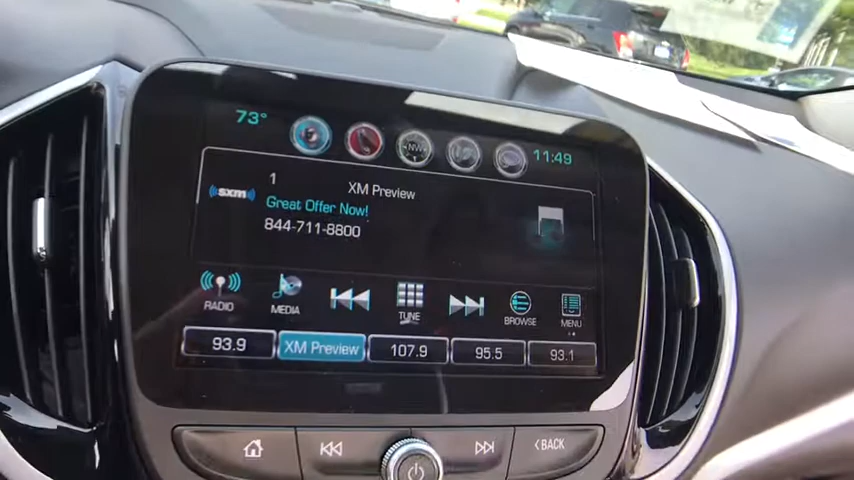 73°
NW
11:49
sxm
1
XM Preview
Great Offer Now!
844-711-8800
RADIO
MEDIA
TUNE
BROWSE
MENU
93.9
XM Preview
107.9
95.5
93.1
BACK